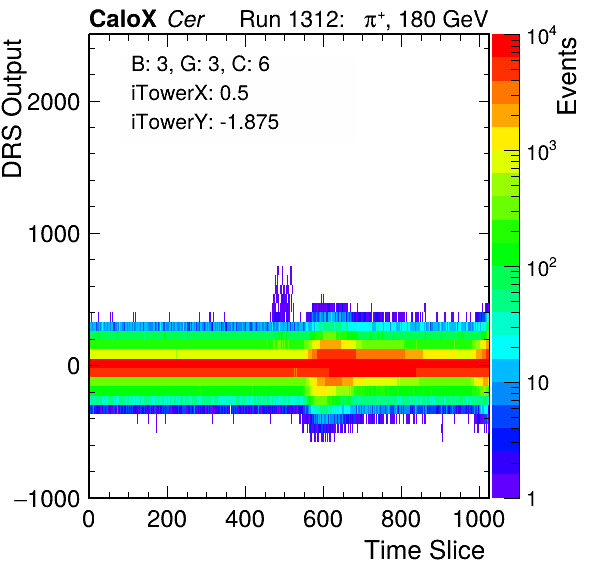 CaloX Cer Run 1312: π⁺, 180 GeV
B: 3, G: 3, C: 6
iTowerX: 0.5
iTowerY: -1.875
DRS Output
2000
1000
0
−1000
0 200 400 600 800 1000
Time Slice
10⁴
10³
10²
10
1
Events